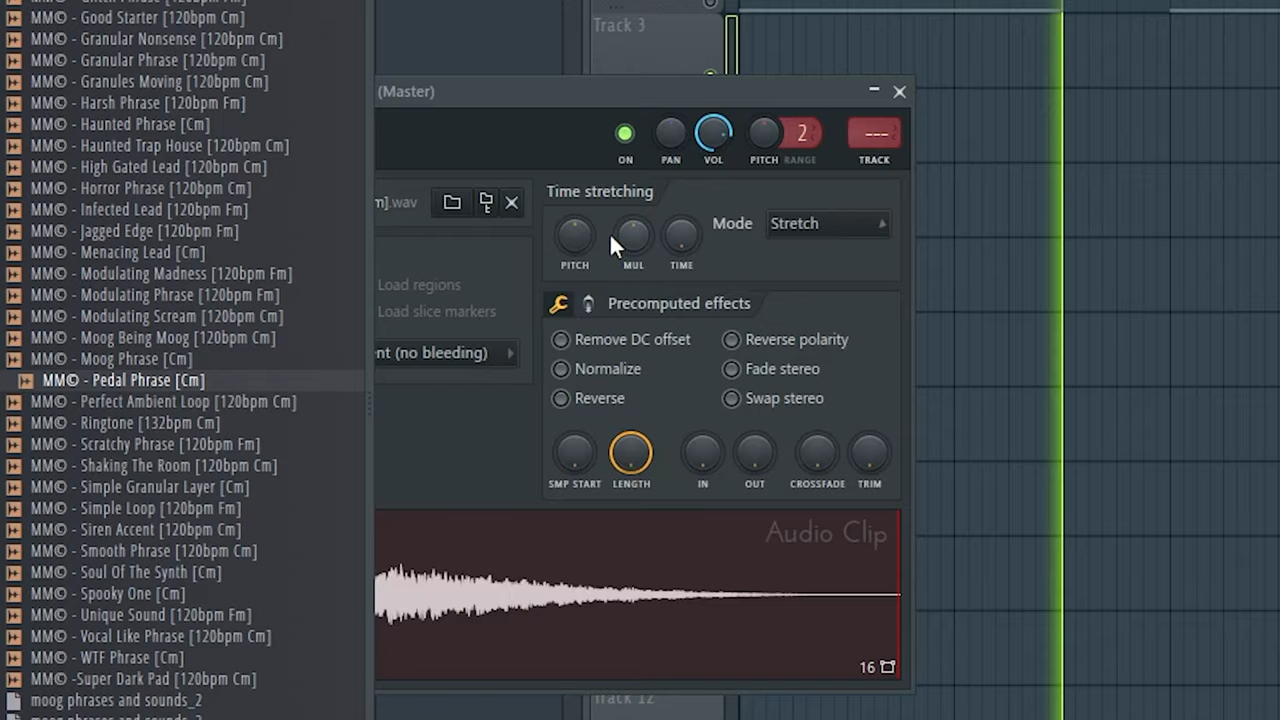 MM© - Good Starter [120bpm Cm]
MM© - Granular Nonsense [120bpm Cm]
MM© - Granular Phrase [120bpm Cm]
MM© - Granules Moving [120bpm Cm]
MM© - Harsh Phrase [120bpm Fm]
MM© - Haunted Phrase [Cm]
MM© - Haunted Trap House [120bpm Cm]
MM© - High Gated Lead [120bpm Cm]
MM© - Horror Phrase [120bpm Cm]
MM© - Infected Lead [120bpm Fm]
MM© - Jagged Edge [120bpm Fm]
MM© - Menacing Lead [Cm]
MM© - Modulating Madness [120bpm Fm]
MM© - Modulating Phrase [120bpm Fm]
MM© - Modulating Scream [120bpm Cm]
MM© - Moog Being Moog [120bpm Cm]
MM© - Moog Phrase [Cm]
MM© - Pedal Phrase [Cm]
MM© - Perfect Ambient Loop [120bpm Cm]
MM© - Ringtone [132bpm Cm]
MM© - Scratchy Phrase [120bpm Fm]
MM© - Shaking The Room [120bpm Cm]
MM© - Simple Granular Layer [Cm]
MM© - Simple Loop [120bpm Fm]
MM© - Siren Accent [120bpm Cm]
MM© - Smooth Phrase [120bpm Cm]
MM© - Soul Of The Synth [Cm]
MM© - Spooky One [Cm]
MM© - Unique Sound [120bpm Fm]
MM© - Vocal Like Phrase [120bpm Cm]
MM© - WTF Phrase [Cm]
MM© -Super Dark Pad [120bpm Cm]
moog phrases and sounds_2
Track 3
(Master)
2
---
ON PAN VOL PITCH RANGE TRACK
m].wav
Time stretching
Mode Stretch
PITCH MUL TIME
Load regions
Load slice markers
nt (no bleeding)
Precomputed effects
Remove DC offset Reverse polarity
Normalize Fade stereo
Reverse Swap stereo
SMP START LENGTH IN OUT CROSSFADE TRIM
Audio Clip
16
Track 12